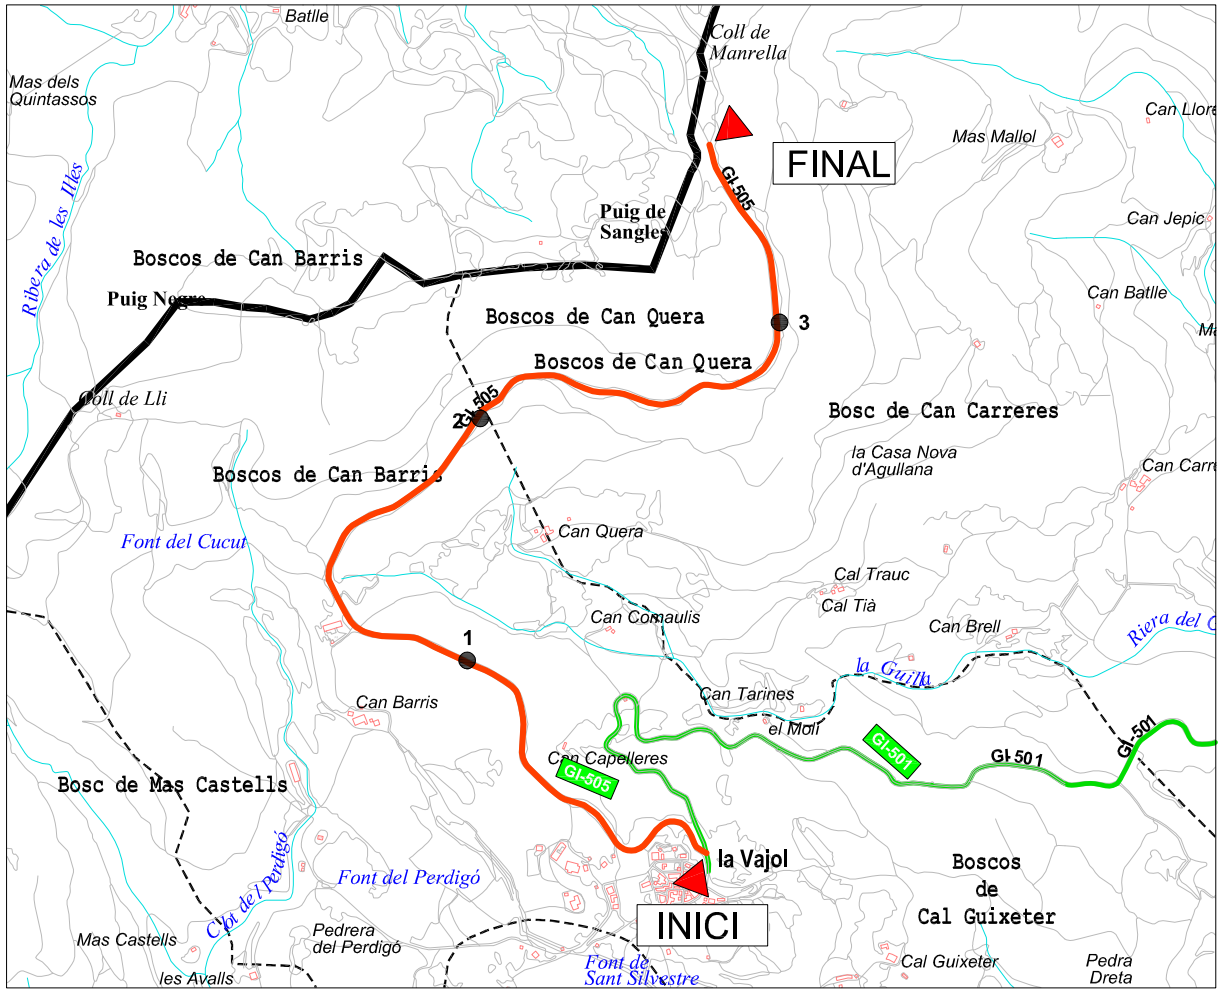 Batlle
Coll de
Manrella
Mas dels
Quintassos
Can Llore
Mas Mallol
FINAL
GI-505
Ribera de les Illes
Puig de
Sangles
Can Jepic
Boscos de Can Barris
Puig Negre
Can Batlle
Boscos de Can Quera
3
Ma
Boscos de Can Quera
Coll de Lli
GI-505
2
Bosc de Can Carreres
la Casa Nova
d'Agullana
Boscos de Can Barris
Can Carre
Font del Cucut
Can Quera
Cal Trauc
Cal Tià
Can Comaulis
Can Brell
Riera del
1
la Guilla
Can Barris
Can Tarines
el Molí
GI-501
GI-501
GI-501
Can Capelleres
GI-505
Bosc de Mas Castells
la Vajol
Boscos
de
Cal Guixeter
Clot del Perdigó
Font del Perdigó
INICI
Pedrera
del Perdigó
Mas Castells
les Avalls
Font de
Sant Silvestre
Cal Guixeter
Pedra
Dreta